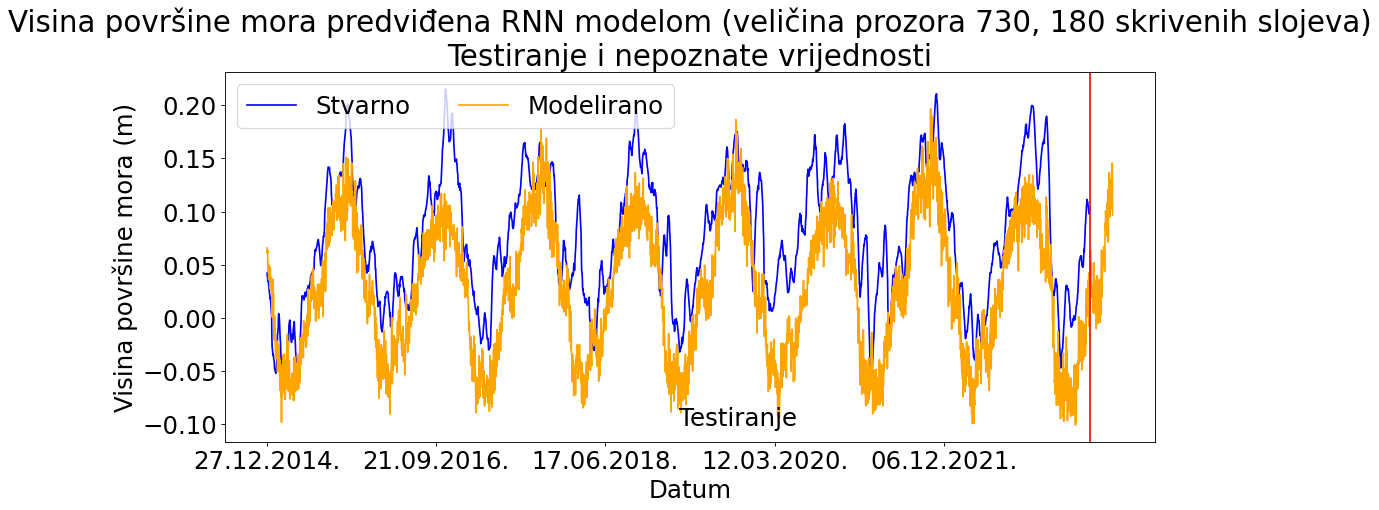 Visina površine mora predviđena RNN modelom (veličina prozora 730, 180 skrivenih slojeva)
Testiranje i nepoznate vrijednosti
Stvarno
Modelirano
Visina površine mora (m)
0.20
0.15
0.10
0.05
0.00
−0.05
−0.10
Testiranje
27.12.2014.
21.09.2016.
17.06.2018.
12.03.2020.
06.12.2021.
Datum